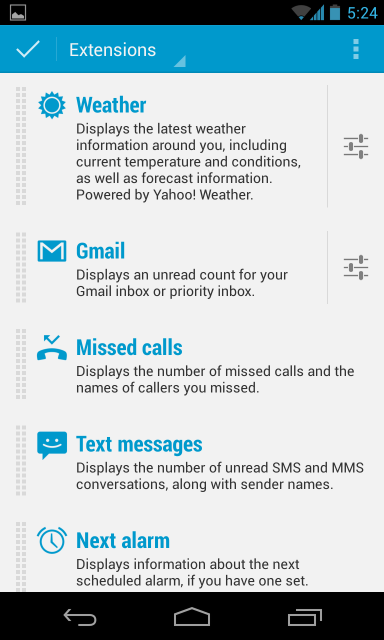 5:24
Extensions
Weather
Displays the latest weather
information around you, including
current temperature and conditions,
as well as forecast information.
Powered by Yahoo! Weather.
Gmail
Displays an unread count for your
Gmail inbox or priority inbox.
Missed calls
Displays the number of missed calls and the
names of callers you missed.
Text messages
Displays the number of unread SMS and MMS
conversations, along with sender names.
Next alarm
Displays information about the next
scheduled alarm, if you have one set.